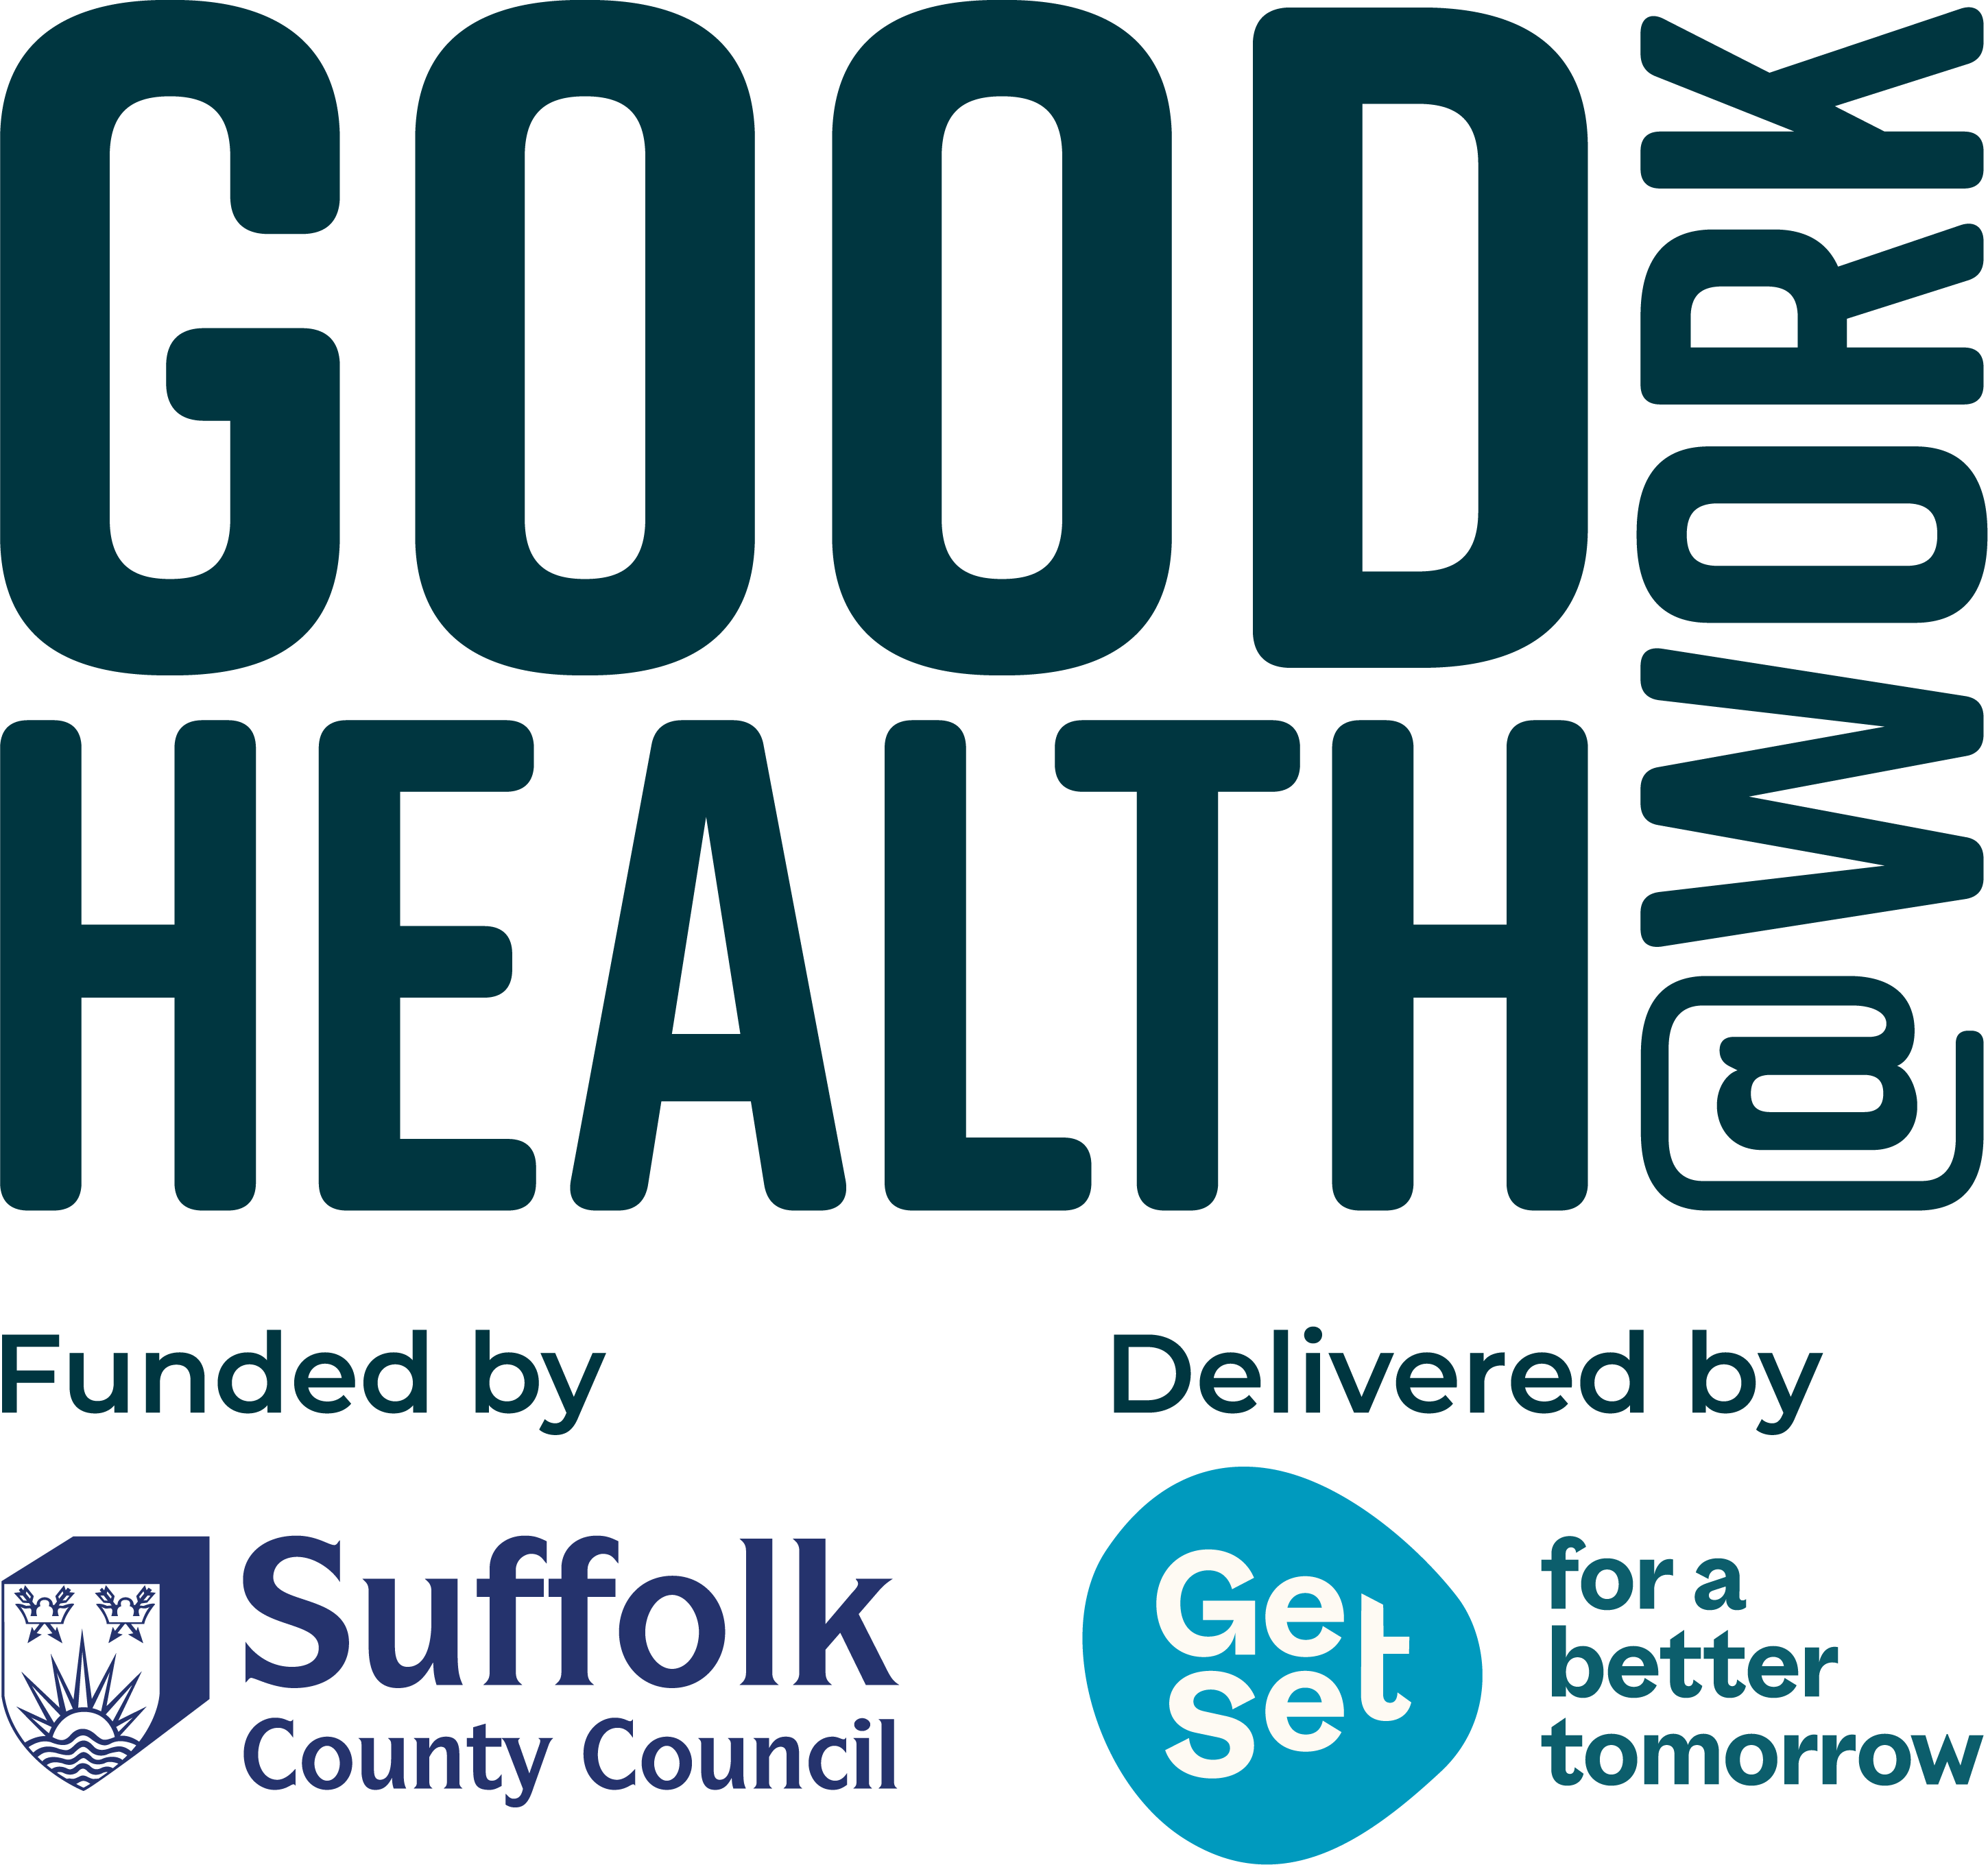 GOOD
HEALTH
@WORK
Funded by
Suffolk
County Council
Delivered by
Get
Set
for a
better
tomorrow